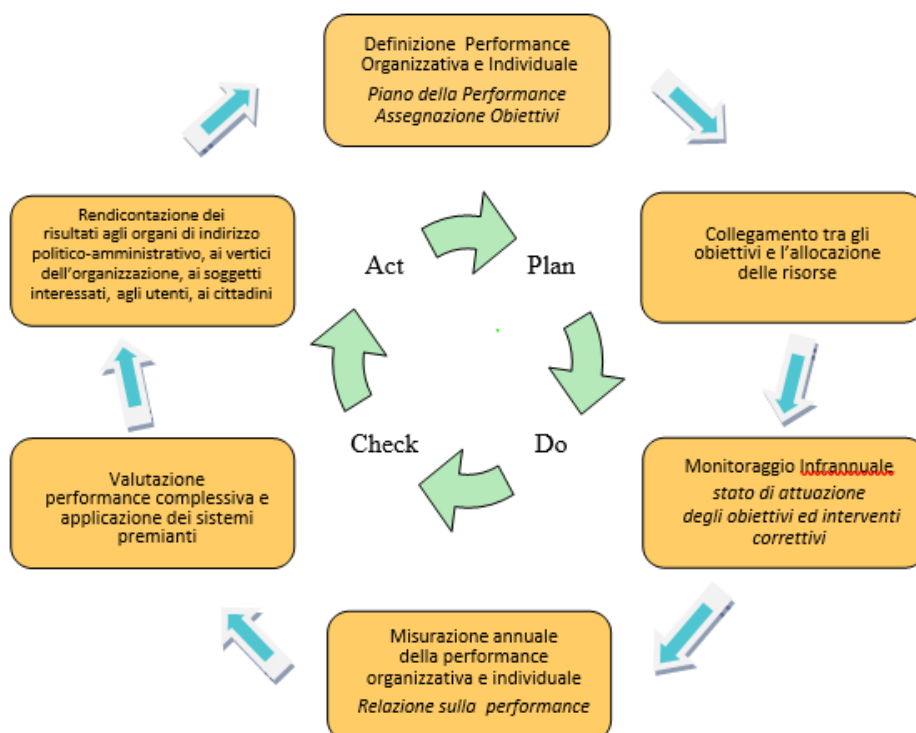 Definizione Performance
Organizzativa e Individuale
Piano della Performance
Assegnazione Obiettivi
Rendicontazione dei
risultati agli organi di indirizzo
politico-amministrativo, ai vertici
dell'organizzazione, ai soggetti
interessati, agli utenti, ai cittadini
Collegamento tra gli
obiettivi e l'allocazione
delle risorse
Act
Plan
Check
Do
Valutazione
performance complessiva e
applicazione dei sistemi
premianti
Monitoraggio Infrannuale
stato di attuazione
degli obiettivi ed interventi
correttivi
Misurazione annuale
della performance
organizzativa e individuale
Relazione sulla performance